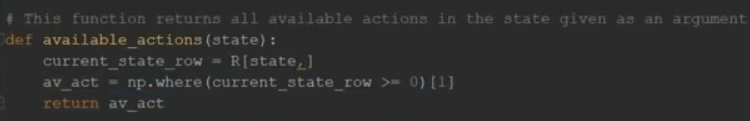 # This function returns all available actions in the state given as an argument
def available_actions(state):
    current_state_row = R[state,]
    av_act = np.where(current_state_row >= 0)[1]
    return av_act